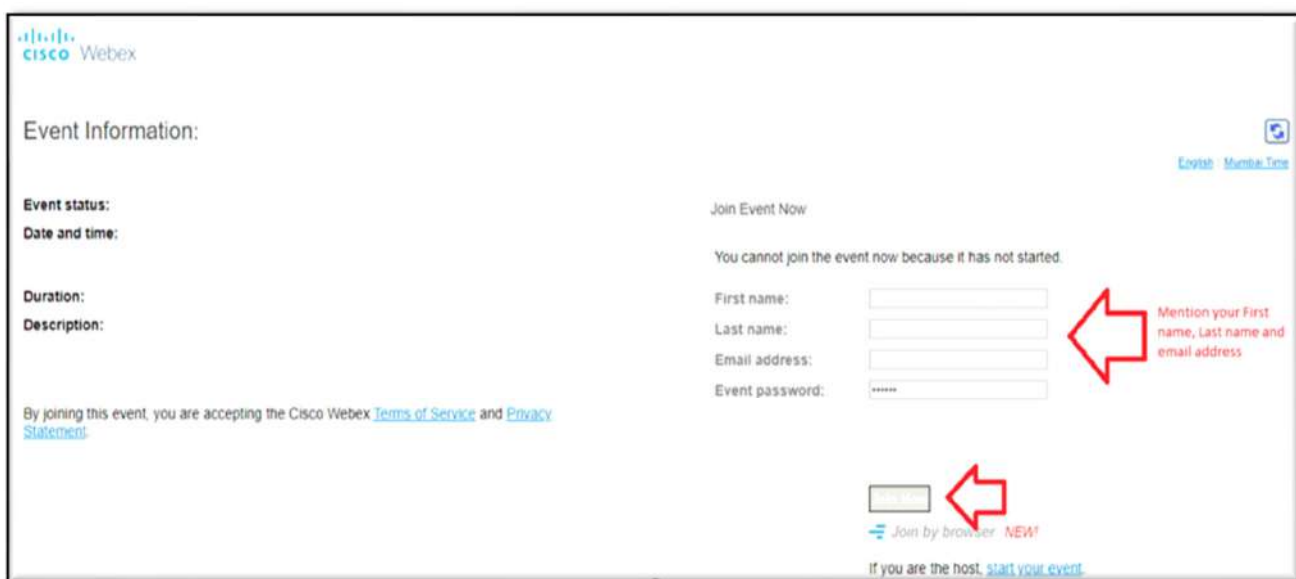 CISCO Webex
Event Information:
English : Mumbai Time
Event status:
Date and time:
Duration:
Description:
By joining this event, you are accepting the Cisco Webex Terms of Service and Privacy
Statement.
Join Event Now
You cannot join the event now because it has not started.
First name:
Last name:
Email address:
Event password: ••••••
Mention your First
name, Last name and
email address
Join Now
Join by browser NEW!
If you are the host, start your event.